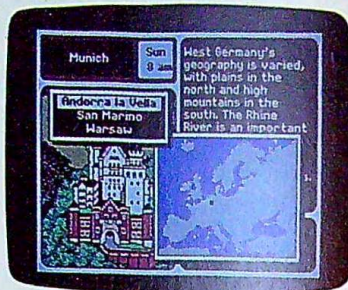 Munich
Sun
8 am
West Germany's
geography is varied,
with plains in the
north and high
mountains in the
south. The Rhine
River is an important
Andorra la Vella
San Marino
Warsaw